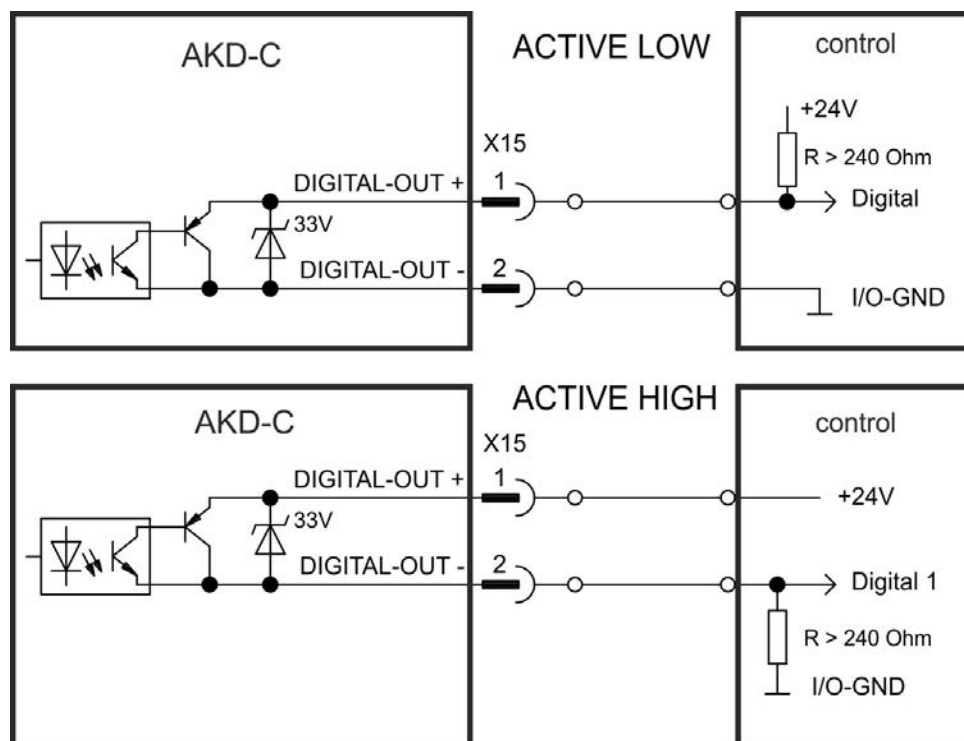 AKD-C
ACTIVE LOW
control
+24V
X15
R > 240 Ohm
DIGITAL-OUT +
1
Digital
33V
DIGITAL-OUT -
2
I/O-GND
AKD-C
ACTIVE HIGH
control
X15
DIGITAL-OUT +
1
+24V
33V
DIGITAL-OUT -
2
Digital 1
R > 240 Ohm
I/O-GND